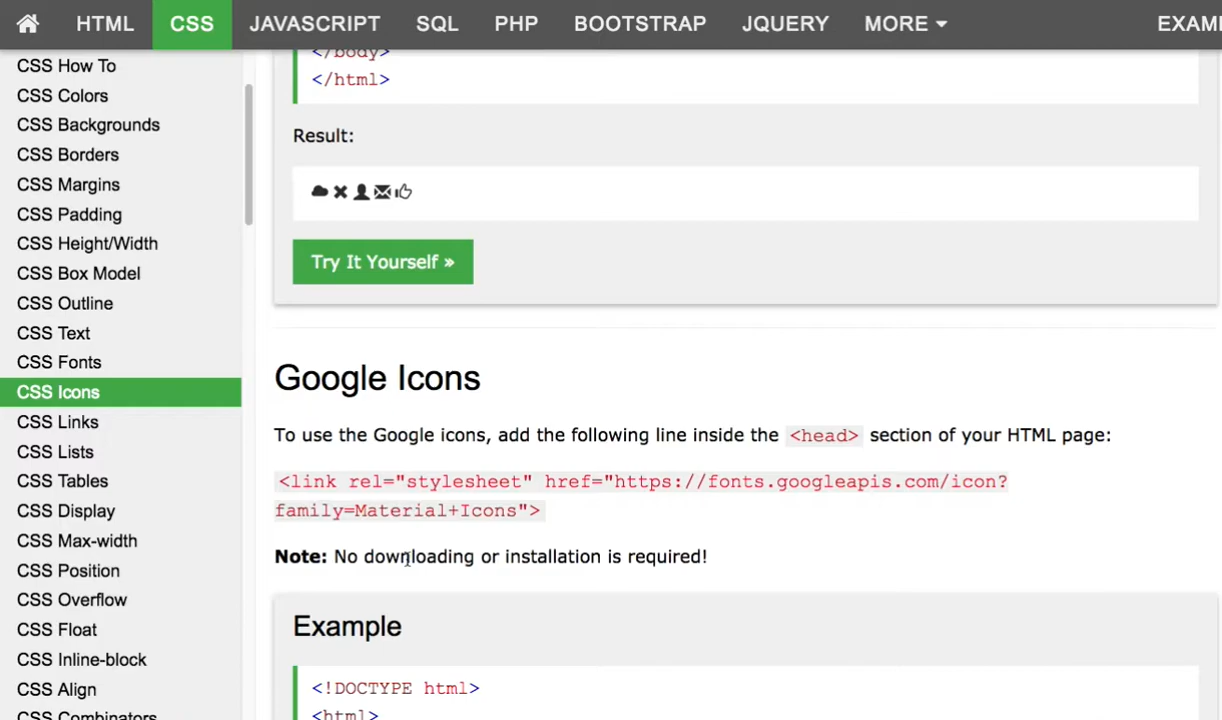 HTML CSS JAVASCRIPT SQL PHP BOOTSTRAP JQUERY MORE EXAM
CSS How To
CSS Colors
CSS Backgrounds
CSS Borders
CSS Margins
CSS Padding
CSS Height/Width
CSS Box Model
CSS Outline
CSS Text
CSS Fonts
CSS Icons
CSS Links
CSS Lists
CSS Tables
CSS Display
CSS Max-width
CSS Position
CSS Overflow
CSS Float
CSS Inline-block
CSS Align
CSS Combinators
</body>
</html>
Result:
Try It Yourself »
Google Icons
To use the Google icons, add the following line inside the <head> section of your HTML page:
<link rel="stylesheet" href="https://fonts.googleapis.com/icon?
family=Material+Icons">
Note: No downloading or installation is required!
Example
<!DOCTYPE html>
<html>